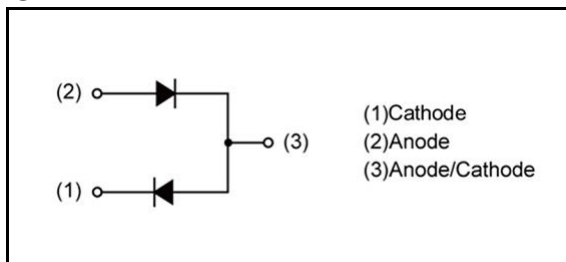 (2)
(1)Cathode
(2)Anode
(3)
(3)Anode/Cathode
(1)